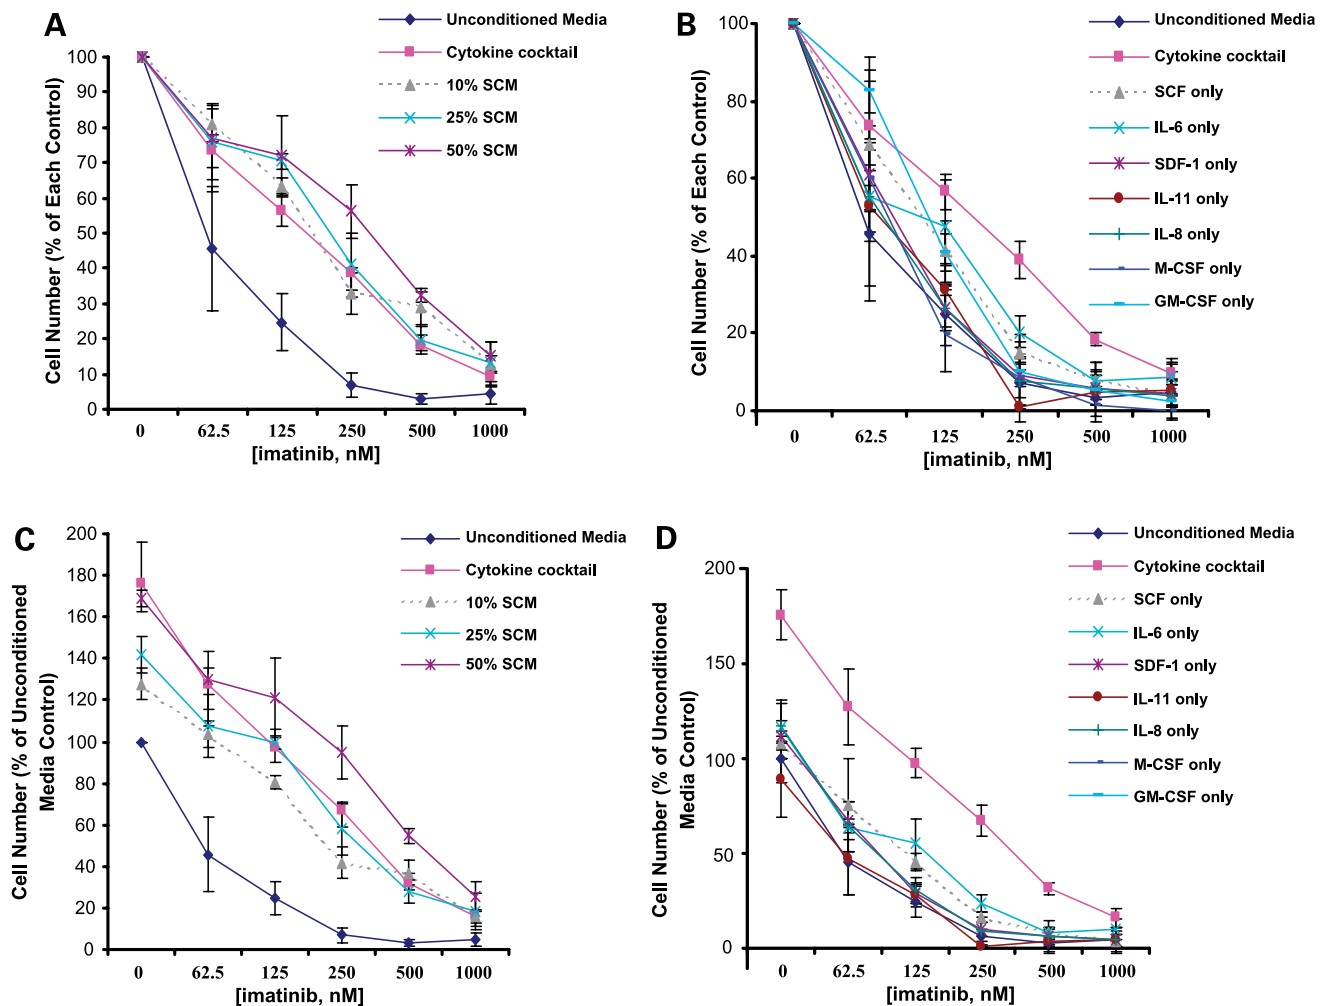 A
Cell Number (% of Each Control)
100
90
80
70
60
50
40
30
20
10
0
0 62.5 125 250 500 1000
[imatinib, nM]
Unconditioned Media
Cytokine cocktail
10% SCM
25% SCM
50% SCM
B
Cell Number (% of Each Control)
100
80
60
40
20
0
0 62.5 125 250 500 1000
[imatinib, nM]
Unconditioned Media
Cytokine cocktail
SCF only
IL-6 only
SDF-1 only
IL-11 only
IL-8 only
M-CSF only
GM-CSF only
C
Cell Number (% of Unconditioned
Media Control)
200
180
160
140
120
100
80
60
40
20
0
0 62.5 125 250 500 1000
[imatinib, nM]
Unconditioned Media
Cytokine cocktail
10% SCM
25% SCM
50% SCM
D
Cell Number (% of Unconditioned
Media Control)
200
150
100
50
0
0 62.5 125 250 500 1000
[imatinib, nM]
Unconditioned Media
Cytokine cocktail
SCF only
IL-6 only
SDF-1 only
IL-11 only
IL-8 only
M-CSF only
GM-CSF only